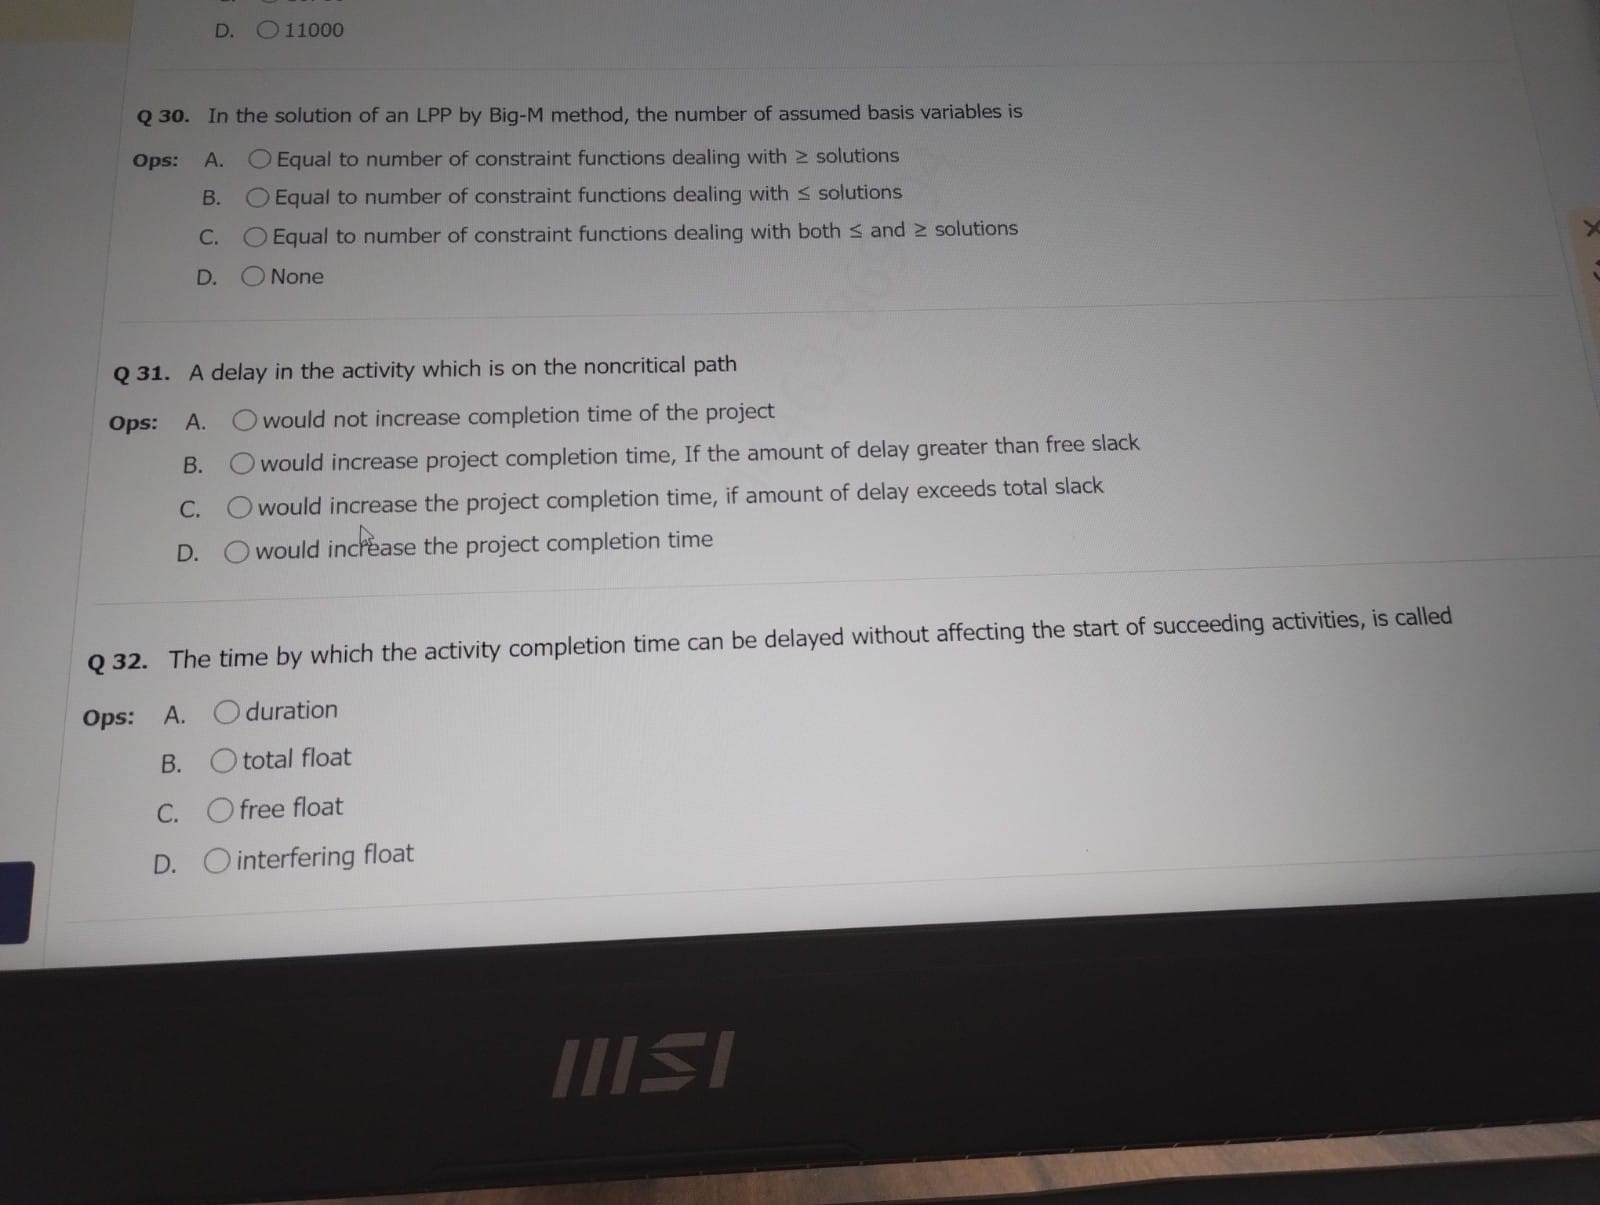 D. 11000
Q 30. In the solution of an LPP by Big-M method, the number of assumed basis variables is
Ops: A. Equal to number of constraint functions dealing with ≥ solutions
B. Equal to number of constraint functions dealing with ≤ solutions
C. Equal to number of constraint functions dealing with both ≤ and ≥ solutions
D. None
Q 31. A delay in the activity which is on the noncritical path
Ops: A. would not increase completion time of the project
B. would increase project completion time, If the amount of delay greater than free slack
C. would increase the project completion time, if amount of delay exceeds total slack
D. would increase the project completion time
Q 32. The time by which the activity completion time can be delayed without affecting the start of succeeding activities, is called
Ops: A. duration
B. total float
C. free float
D. interfering float
msi